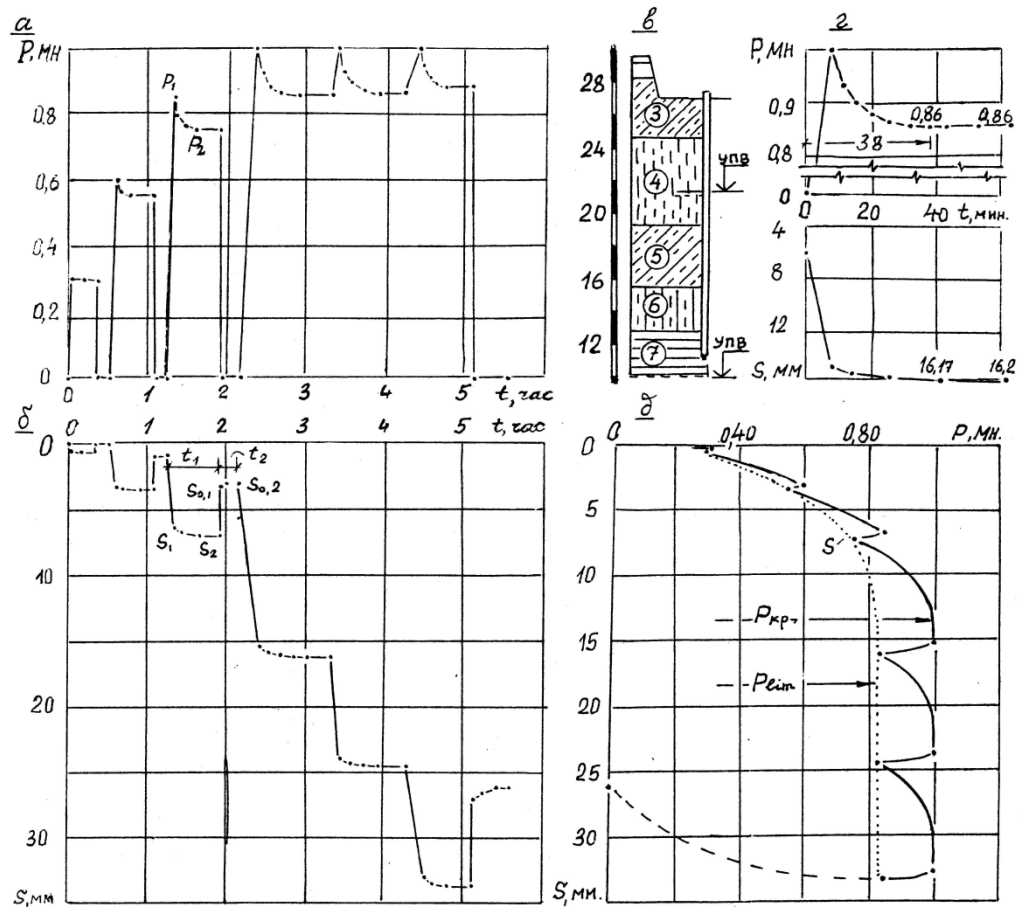 а
P, МН
0,8
0,6
0,4
0,2
0
P₁
P₂
0 1 2 3 4 5
t, час
в
28
24
20
16
12
3
4
5
6
7
УПВ
УПВ
г
P, МН
0,9
0,8
0
0,86
0,86
38
0 20 40 t, мин.
4
8
12
S, мм
16,17
16,2
б
0 1 2 3 4 5 t, час
0
10
20
30
S, мм
t₁
t₂
S₀,₁
S₀,₂
S₁
S₂
д
0 0,40 0,80 P, МН.
0
5
10
15
20
25
30
S, мм.
S
Pкр
Plim